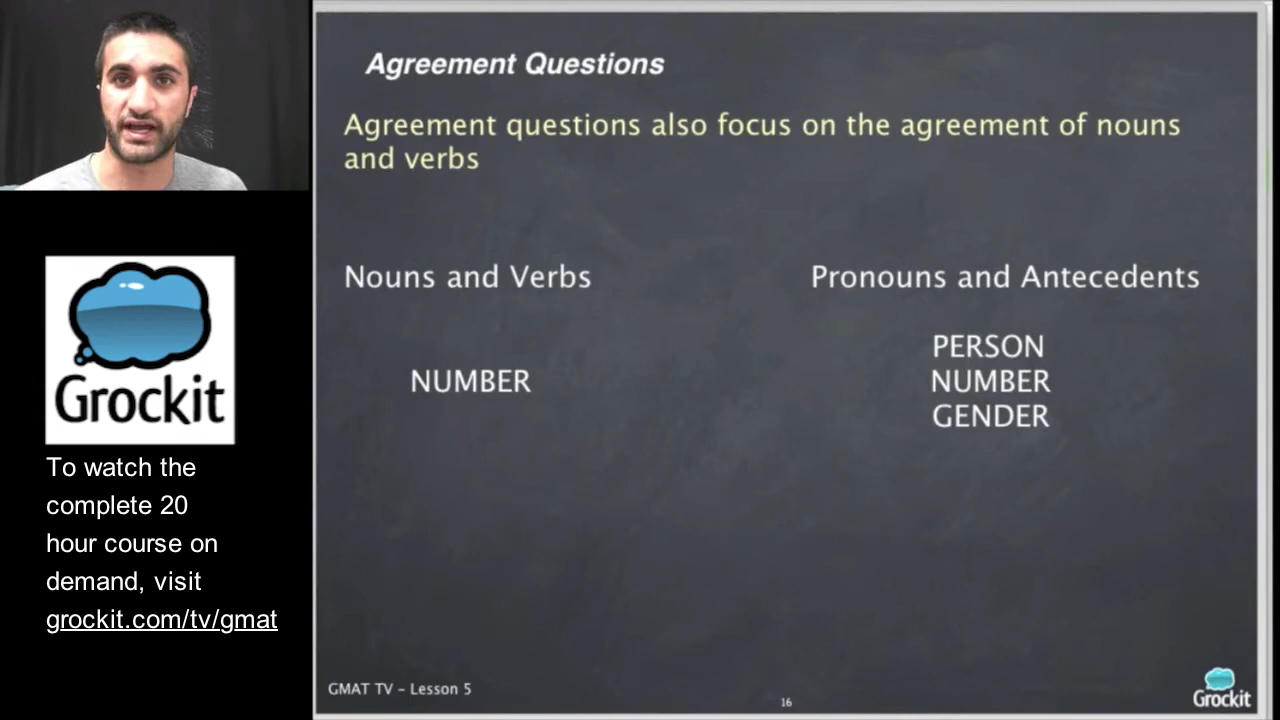 Agreement Questions
Agreement questions also focus on the agreement of nouns
and verbs
Nouns and Verbs
NUMBER
Pronouns and Antecedents
PERSON
NUMBER
GENDER
Grockit
To watch the
complete 20
hour course on
demand, visit
grockit.com/tv/gmat
GMAT TV – Lesson 5
16
Grockit